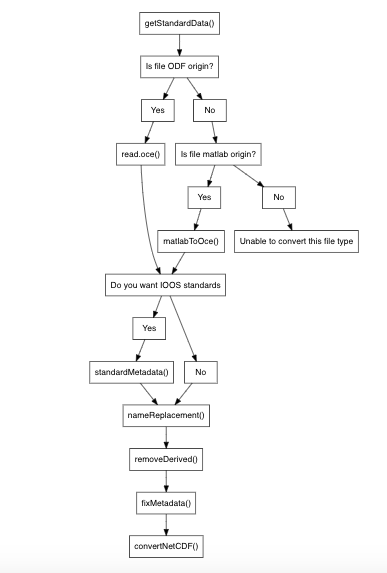 getStandardData()
Is file ODF origin?
Yes
No
read.oce()
Is file matlab origin?
Yes
No
matlabToOce()
Unable to convert this file type
Do you want IOOS standards
Yes
standardMetadata()
No
nameReplacement()
removeDerived()
fixMetadata()
convertNetCDF()